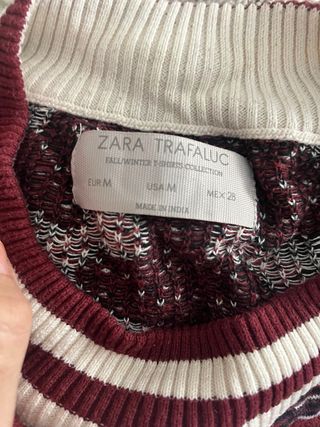 ZARA TRAFALUC
FALL/WINTER T-SHIRTS COLLECTION
EUR M USA M MEX 28
MADE IN INDIA